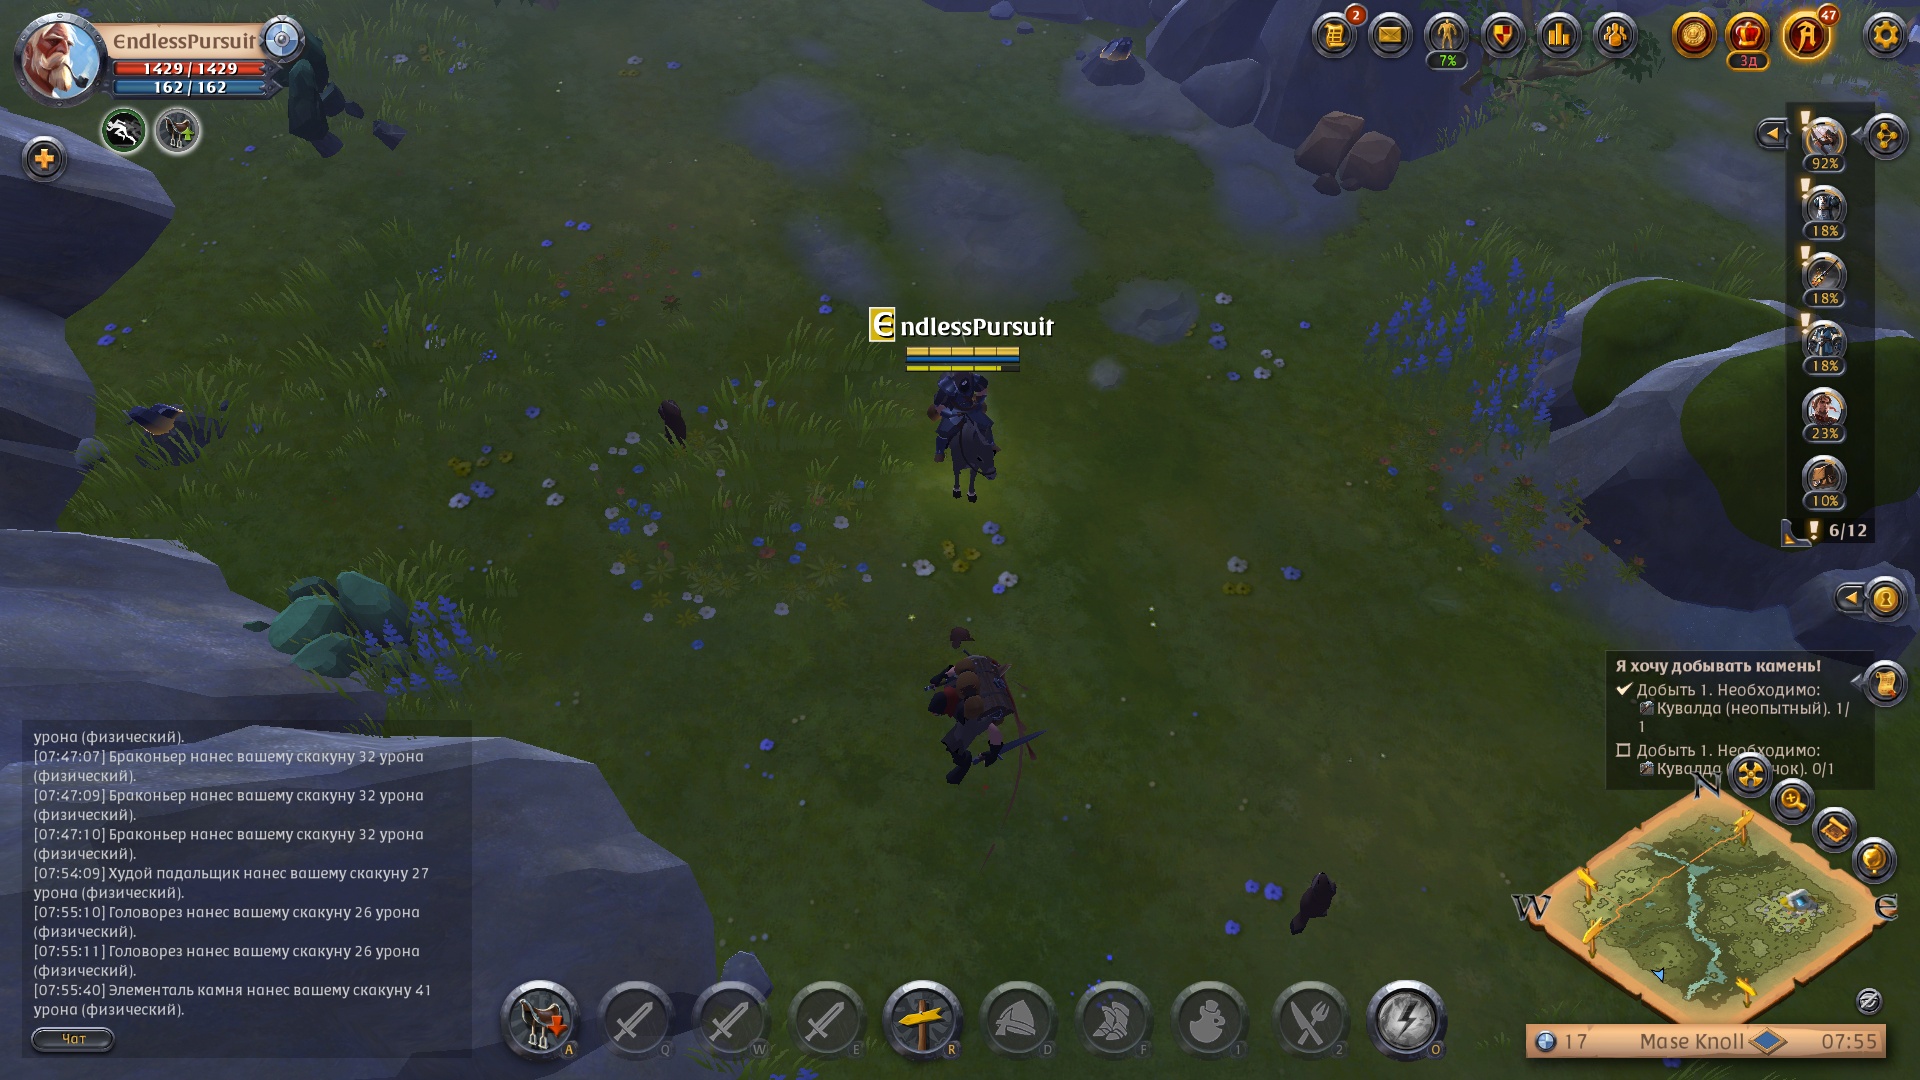 EndlessPursuit
1429 / 1429
162 / 162
2
7%
3д
47
92%
18%
18%
18%
23%
10%
6/12
EndlessPursuit
Я хочу добывать камень!
Добыть 1. Необходимо:
Кувалда (неопытный). 1/
1
Добыть 1. Необходимо:
Кувалда
чок). 0/1
N
W
E
урона (физический).
[07:47:07] Браконьер нанес вашему скакуну 32 урона
(физический).
[07:47:09] Браконьер нанес вашему скакуну 32 урона
(физический).
[07:47:10] Браконьер нанес вашему скакуну 32 урона
(физический).
[07:54:09] Худой падальщик нанес вашему скакуну 27
урона (физический).
[07:55:10] Головорез нанес вашему скакуну 26 урона
(физический).
[07:55:11] Головорез нанес вашему скакуну 26 урона
(физический).
[07:55:40] Элементаль камня нанес вашему скакуну 41
урона (физический).
Чат
A
Q
W
E
R
D
F
1
2
O
17
Mase Knoll
07:55